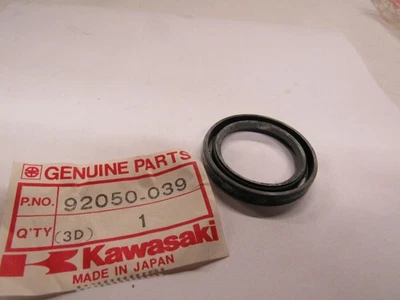 GENUINE PARTS
P.NO. 92050-039
Q'TY (3D) 1
Kawasaki
MADE IN JAPAN